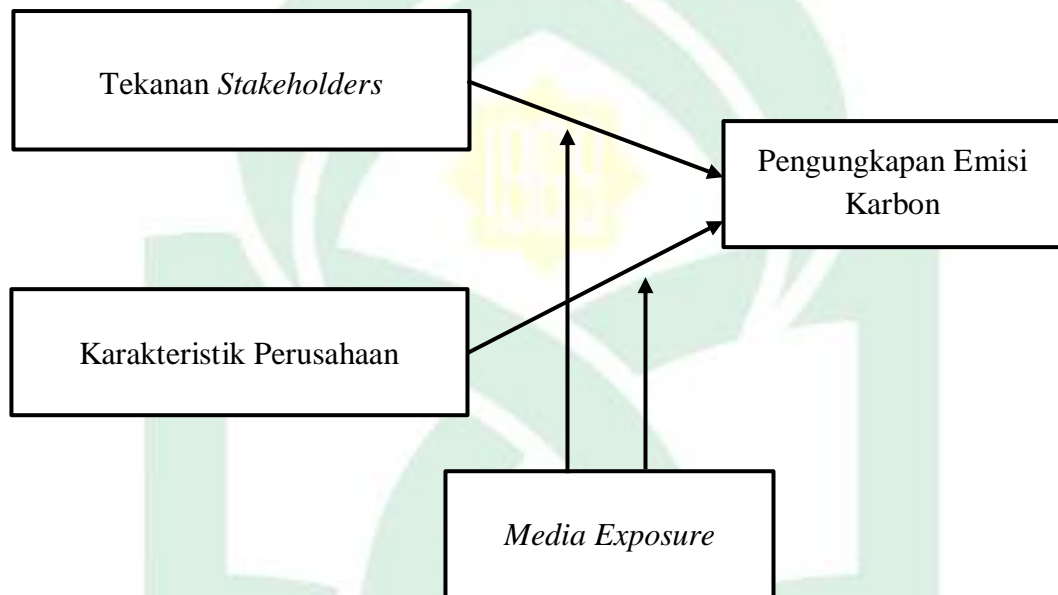 Tekanan Stakeholders
Pengungkapan Emisi
Karbon
Karakteristik Perusahaan
Media Exposure